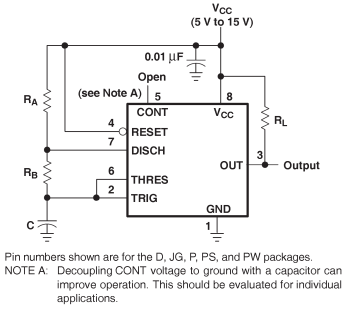 VCC
(5 V to 15 V)
0.01 μF
Open
(see Note A)
RA
5
8
CONT
VCC
RL
4
RESET
7
DISCH
3
OUT
Output
RB
6
THRES
2
TRIG
GND
C
1
Pin numbers shown are for the D, JG, P, PS, and PW packages.
NOTE A: Decoupling CONT voltage to ground with a capacitor can
improve operation. This should be evaluated for individual
applications.